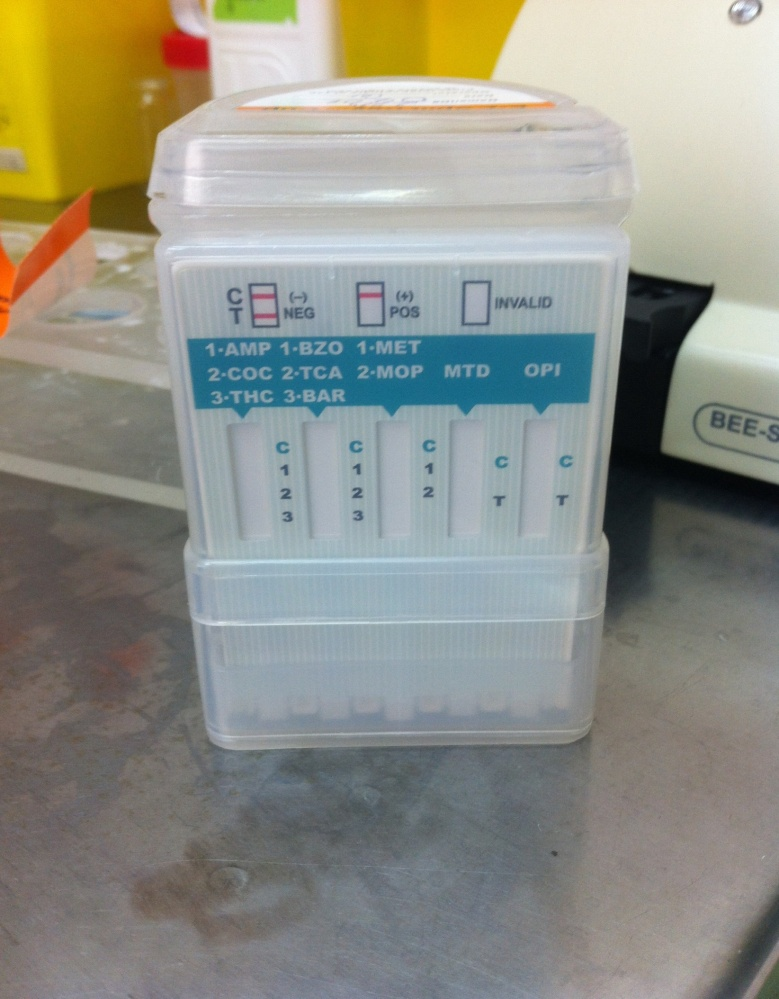 C (–) (+) INVALID
T NEG POS
1·AMP 1·BZO 1·MET
2·COC 2·TCA 2·MOP MTD OPI
3·THC 3·BAR
C C C C C
1 1 1
2 2 2 T T
3 3
BEE-S